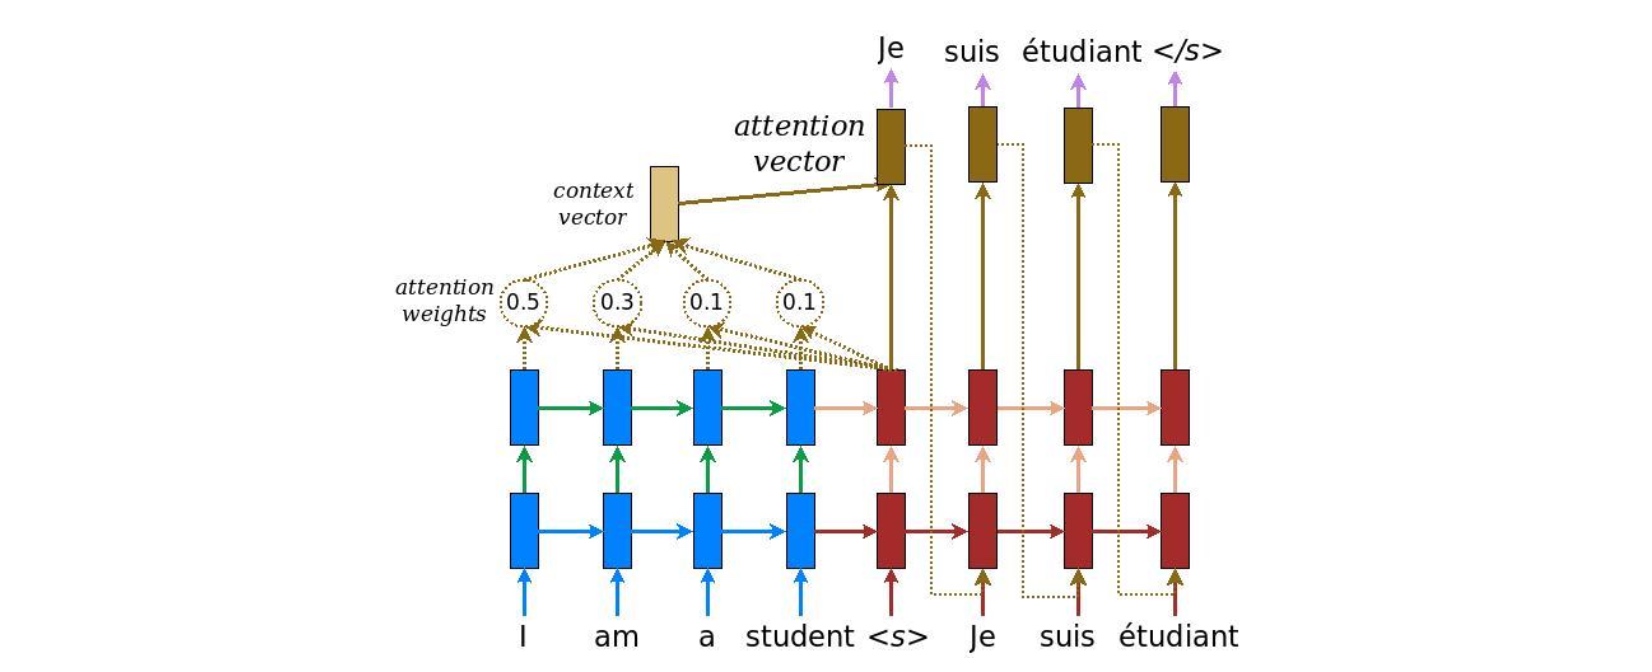 Je suis étudiant </s>
attention
vector
context
vector
attention
weights
0.5 0.3 0.1 0.1
I am a student <s> Je suis étudiant